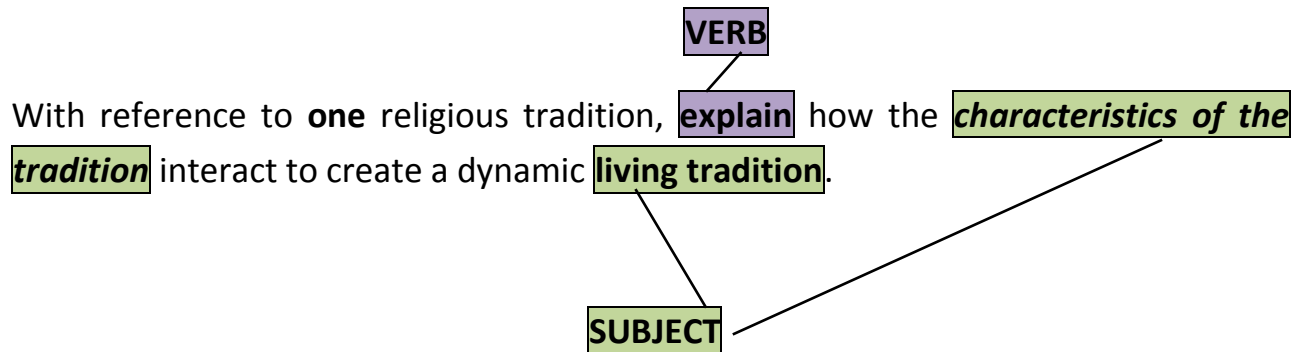 VERB
With reference to one religious tradition, explain how the characteristics of the
tradition interact to create a dynamic living tradition.
SUBJECT